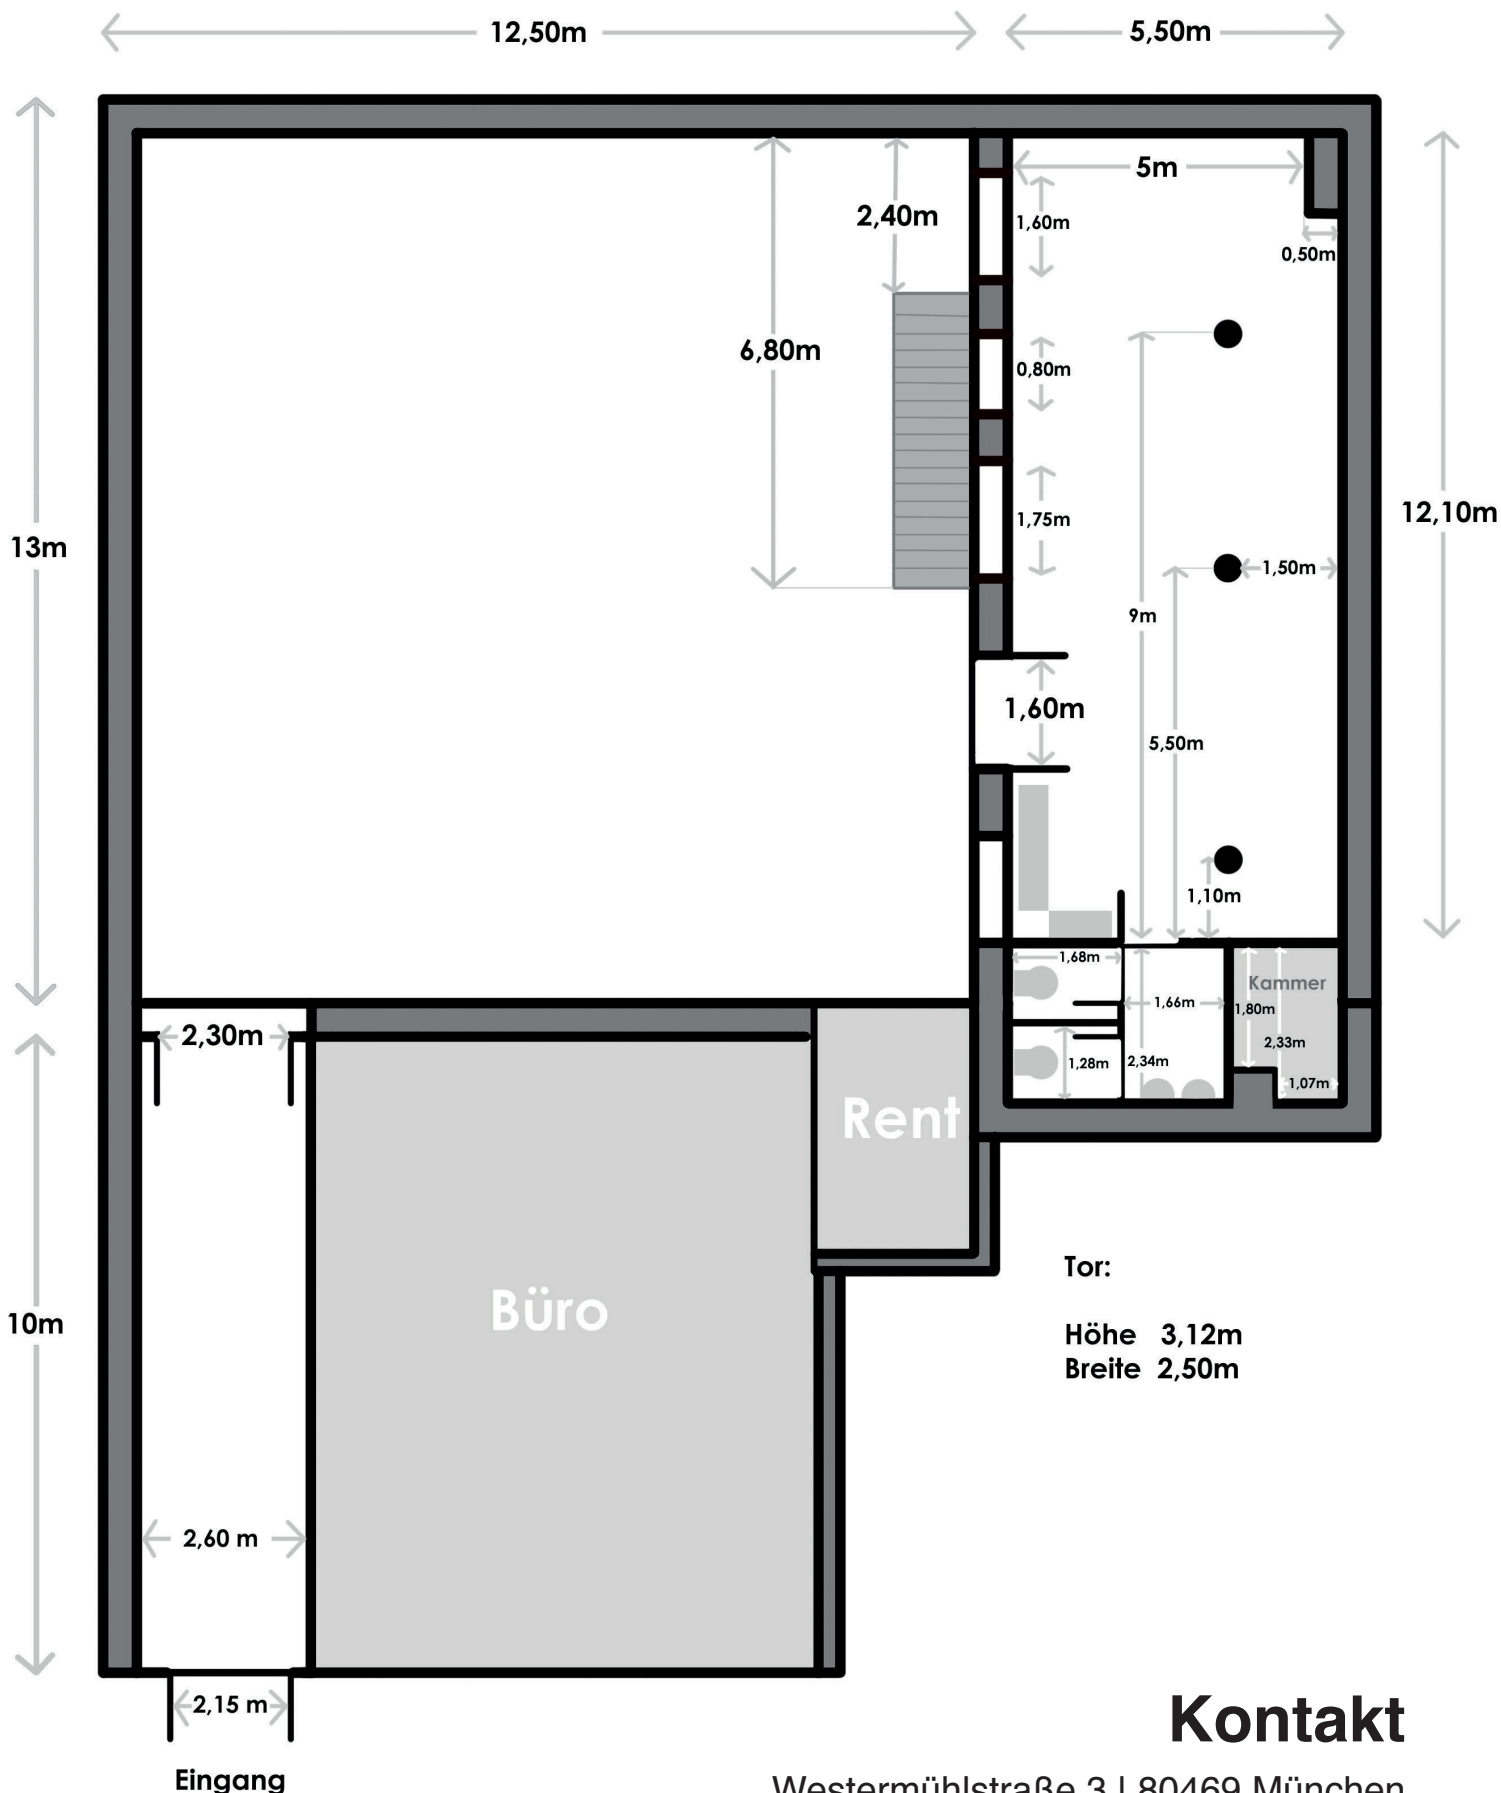 12,50m
5,50m
5m
2,40m
1,60m
0,50m
6,80m
0,80m
12,10m
1,75m
13m
1,50m
9m
1,60m
5,50m
1,10m
1,68m
Kammer
1,66m
1,80m
2,30m
2,33m
1,28m
2,34m
1,07m
Rent
Tor:
Büro
10m
Höhe 3,12m
Breite 2,50m
2,60 m
2,15 m
Kontakt
Eingang
Westermühlstraße 3 | 80469 München